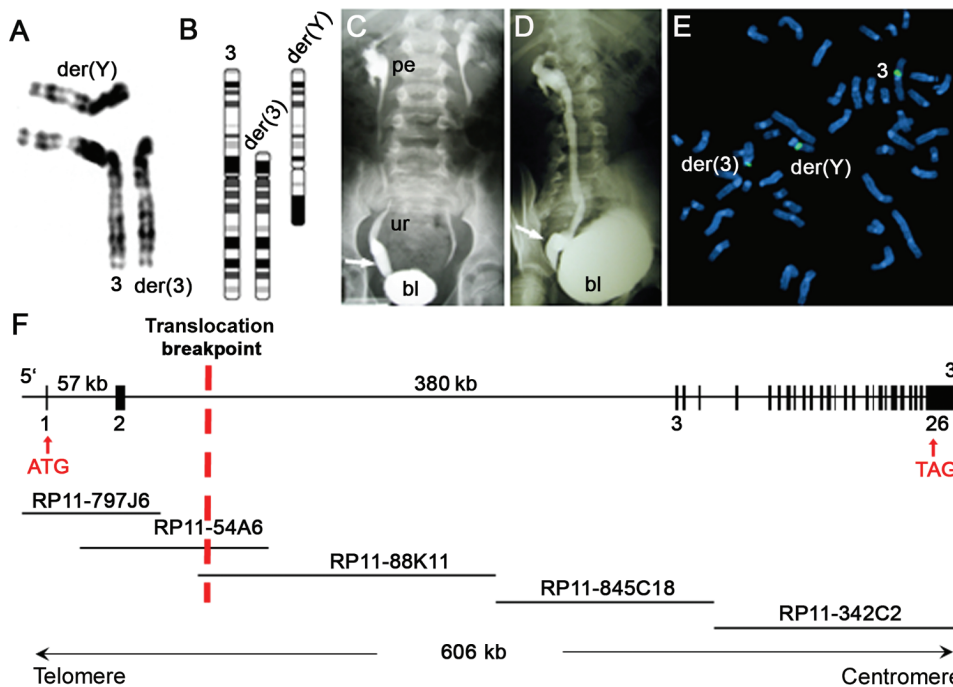 A
der(Y)
3
der(3)
B
3
der(3)
der(Y)
C
pe
ur
bl
D
bl
E
3
der(3)
der(Y)
F
Translocation
breakpoint
5‘
57 kb
380 kb
3
1
2
3
26
ATG
TAG
RP11-797J6
RP11-54A6
RP11-88K11
RP11-845C18
RP11-342C2
606 kb
Telomere
Centromere